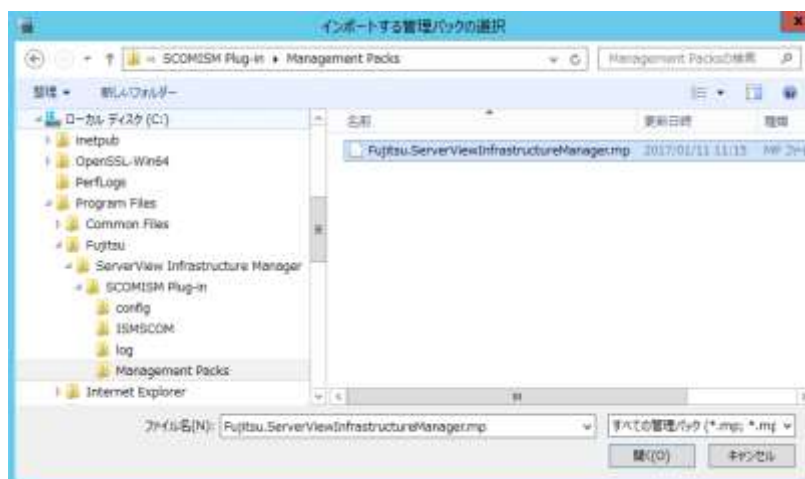 インポートする管理パックの選択
« SCOMISM Plug-in ▸ Management Packs
Management Packsの検索
整理 ▾ 新しいフォルダー
ローカル ディスク (C:)
inetpub
OpenSSL-Win64
PerfLogs
Program Files
Common Files
Fujitsu
ServerView Infrastructure Manager
SCOMISM Plug-in
config
ISMSCOM
log
Management Packs
Internet Explorer
名前 更新日時 種類
Fujitsu.ServerViewInfrastructureManager.mp 2017/01/11 11:15 MP
ファイル名(N): Fujitsu.ServerViewInfrastructureManager.mp
すべての管理パック (*.mp; *.mp
開く(O) キャンセル